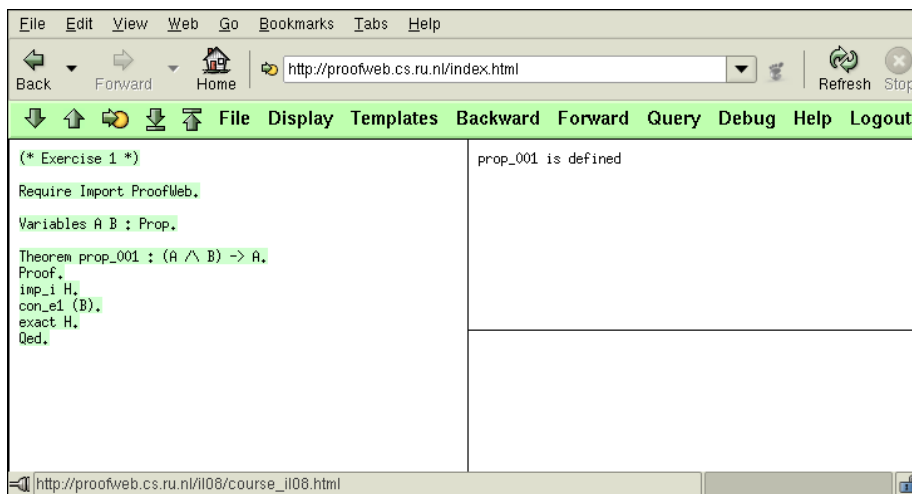 File Edit View Web Go Bookmarks Tabs Help
Back Forward Home http://proofweb.cs.ru.nl/index.html Refresh Stop
File Display Templates Backward Forward Query Debug Help Logout
(* Exercise 1 *)
Require Import ProofWeb.
Variables A B : Prop.
Theorem prop_001 : (A /\ B) -> A.
Proof.
imp_i H.
con_e1 (B).
exact H.
Qed.
prop_001 is defined
http://proofweb.cs.ru.nl/il08/course_il08.html